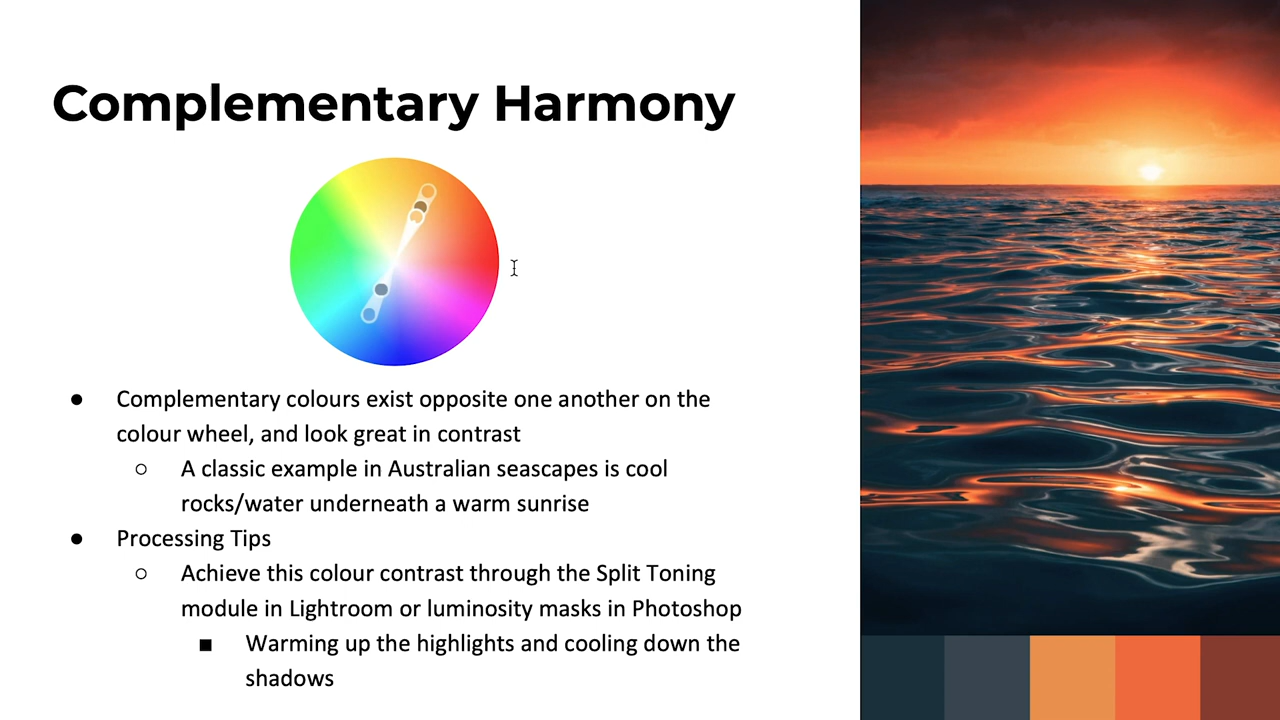 Complementary Harmony
● Complementary colours exist opposite one another on the
colour wheel, and look great in contrast
○ A classic example in Australian seascapes is cool
rocks/water underneath a warm sunrise
● Processing Tips
○ Achieve this colour contrast through the Split Toning
module in Lightroom or luminosity masks in Photoshop
■ Warming up the highlights and cooling down the
shadows